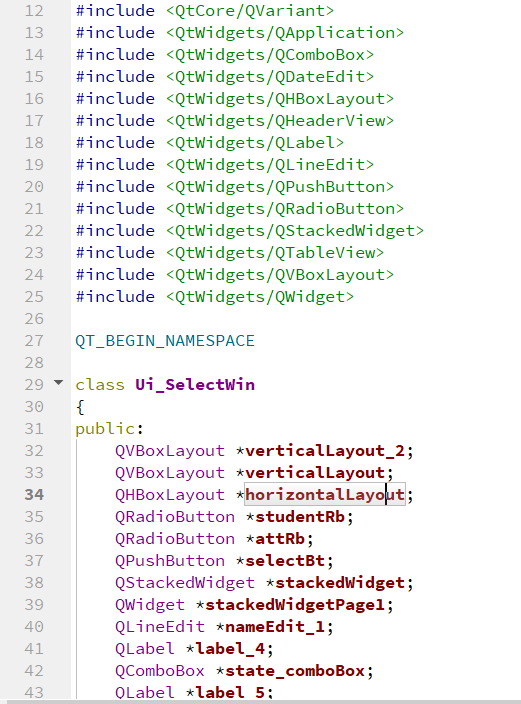 12 #include <QtCore/QVariant>
13 #include <QtWidgets/QApplication>
14 #include <QtWidgets/QComboBox>
15 #include <QtWidgets/QDateEdit>
16 #include <QtWidgets/QHBoxLayout>
17 #include <QtWidgets/QHeaderView>
18 #include <QtWidgets/QLabel>
19 #include <QtWidgets/QLineEdit>
20 #include <QtWidgets/QPushButton>
21 #include <QtWidgets/QRadioButton>
22 #include <QtWidgets/QStackedWidget>
23 #include <QtWidgets/QTableView>
24 #include <QtWidgets/QVBoxLayout>
25 #include <QtWidgets/QWidget>
26
27 QT_BEGIN_NAMESPACE
28
29 class Ui_SelectWin
30 {
31 public:
32 QVBoxLayout *verticalLayout_2;
33 QVBoxLayout *verticalLayout;
34 QHBoxLayout *horizontalLayout;
35 QRadioButton *studentRb;
36 QRadioButton *attRb;
37 QPushButton *selectBt;
38 QStackedWidget *stackedWidget;
39 QWidget *stackedWidgetPage1;
40 QLineEdit *nameEdit_1;
41 QLabel *label_4;
42 QComboBox *state_comboBox;
43 QLabel *label_5;